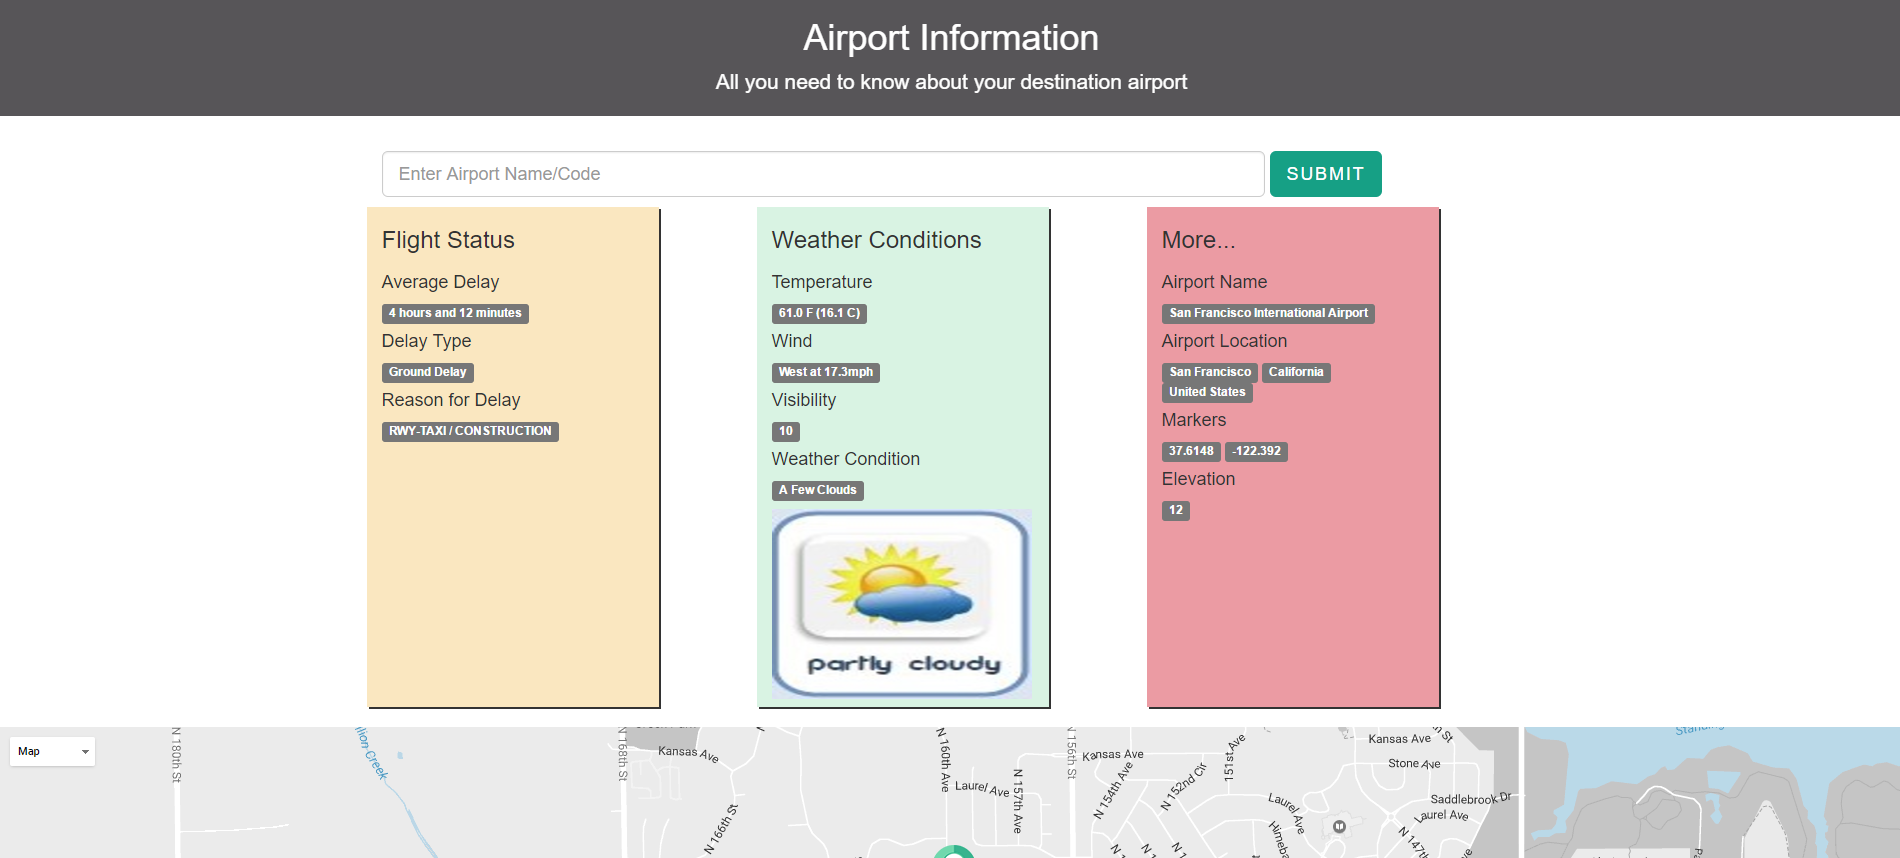 Airport Information
All you need to know about your destination airport
Enter Airport Name/Code
SUBMIT
Flight Status
Average Delay
4 hours and 12 minutes
Delay Type
Ground Delay
Reason for Delay
RWY-TAXI / CONSTRUCTION
Weather Conditions
Temperature
61.0 F (16.1 C)
Wind
West at 17.3mph
Visibility
10
Weather Condition
A Few Clouds
partly cloudy
More...
Airport Name
San Francisco International Airport
Airport Location
San Francisco California
United States
Markers
37.6148 -122.392
Elevation
12
Map
N 180th St
N 168th St
Kansas Ave
N 166th St
N 160th Ave
Laurel Ave
N 157th Ave
N 156th St
Kansas Ave
N 154th Ave
N 152nd Cir
151st Ave
Laurel Ave
Kansas Ave
Stone Ave
Saddlebrook Dr
Laurel Ave